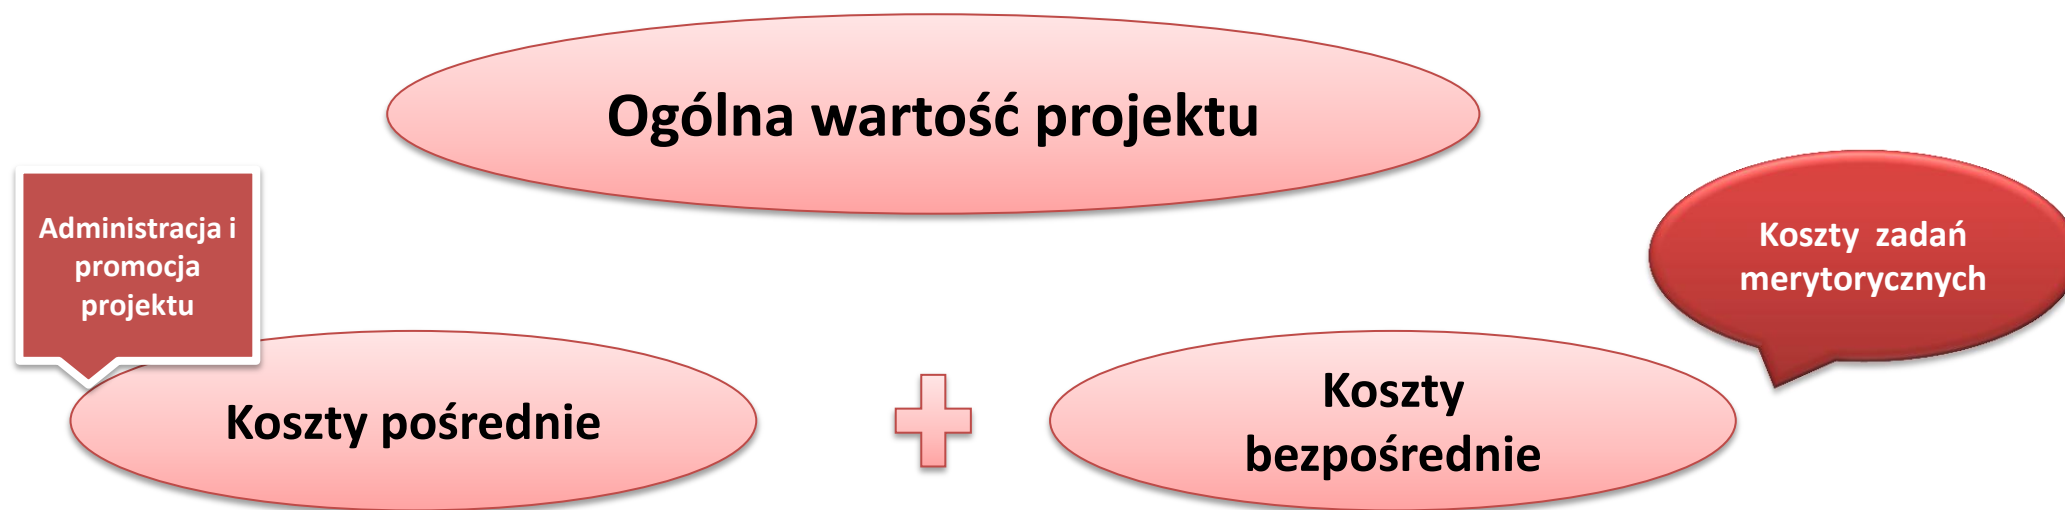 Ogólna wartość projektu
Administracja i
promocja
projektu
Koszty zadań
merytorycznych
Koszty pośrednie
Koszty
bezpośrednie